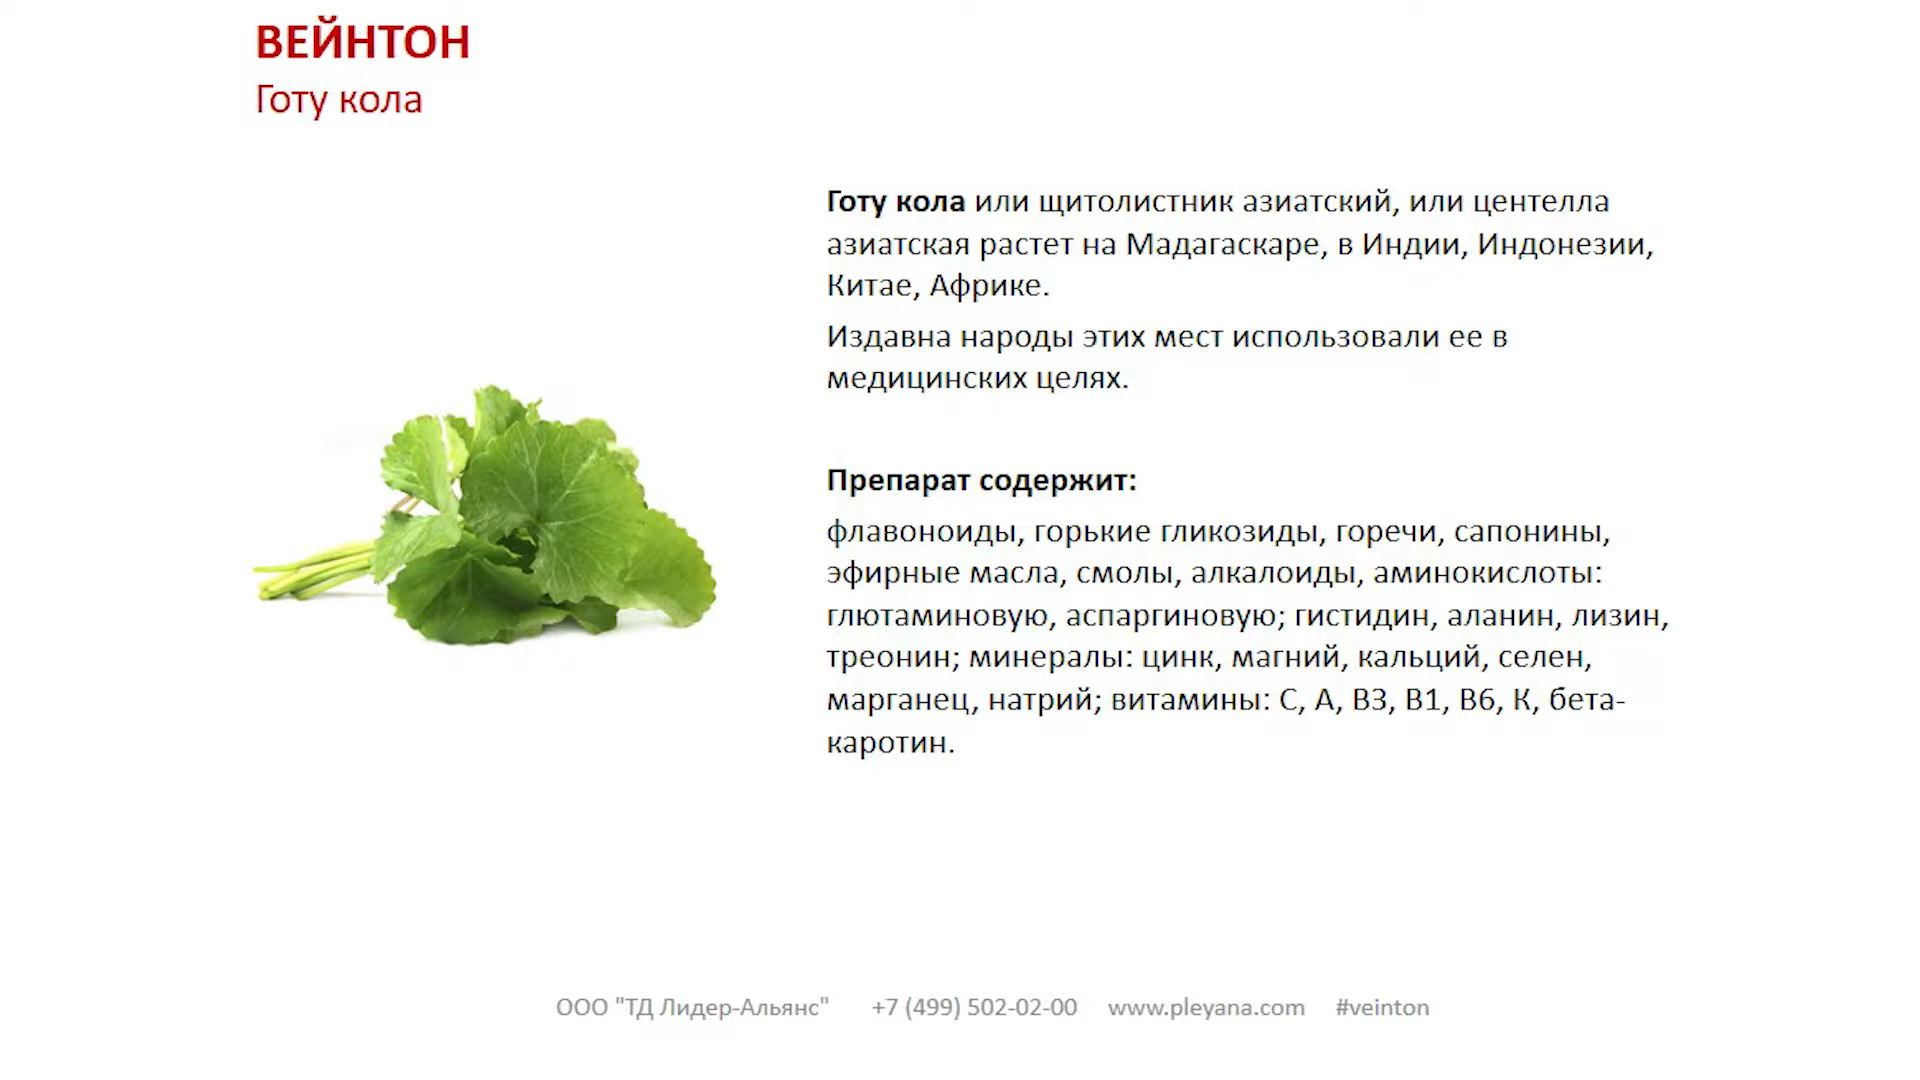 ВЕЙНТОН
Готу кола
Готу кола или щитолистник азиатский, или центелла
азиатская растет на Мадагаскаре, в Индии, Индонезии,
Китае, Африке.
Издавна народы этих мест использовали ее в
медицинских целях.
Препарат содержит:
флавоноиды, горькие гликозиды, горечи, сапонины,
эфирные масла, смолы, алкалоиды, аминокислоты:
глютаминовую, аспаргиновую; гистидин, аланин, лизин,
треонин; минералы: цинк, магний, кальций, селен,
марганец, натрий; витамины: С, А, В3, В1, В6, К, бета-
каротин.
ООО "ТД Лидер-Альянс" +7 (499) 502-02-00 www.pleyana.com #veinton